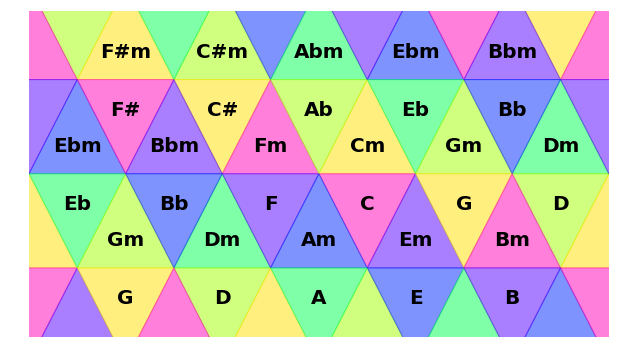 F#m C#m Abm Ebm Bbm
F# C# Ab Eb Bb
Ebm Bbm Fm Cm Gm Dm
Eb Bb F C G D
Gm Dm Am Em Bm
G D A E B